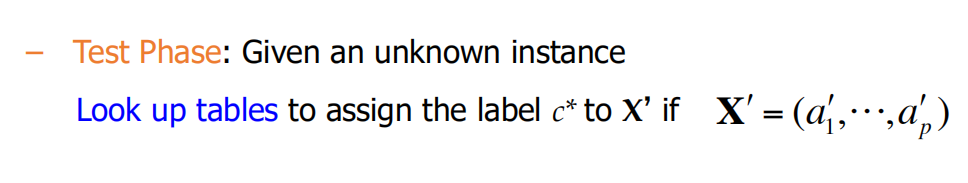 – Test Phase: Given an unknown instance
Look up tables to assign the label c* to X’ if X′ = (a′₁,⋯,a′ₚ)